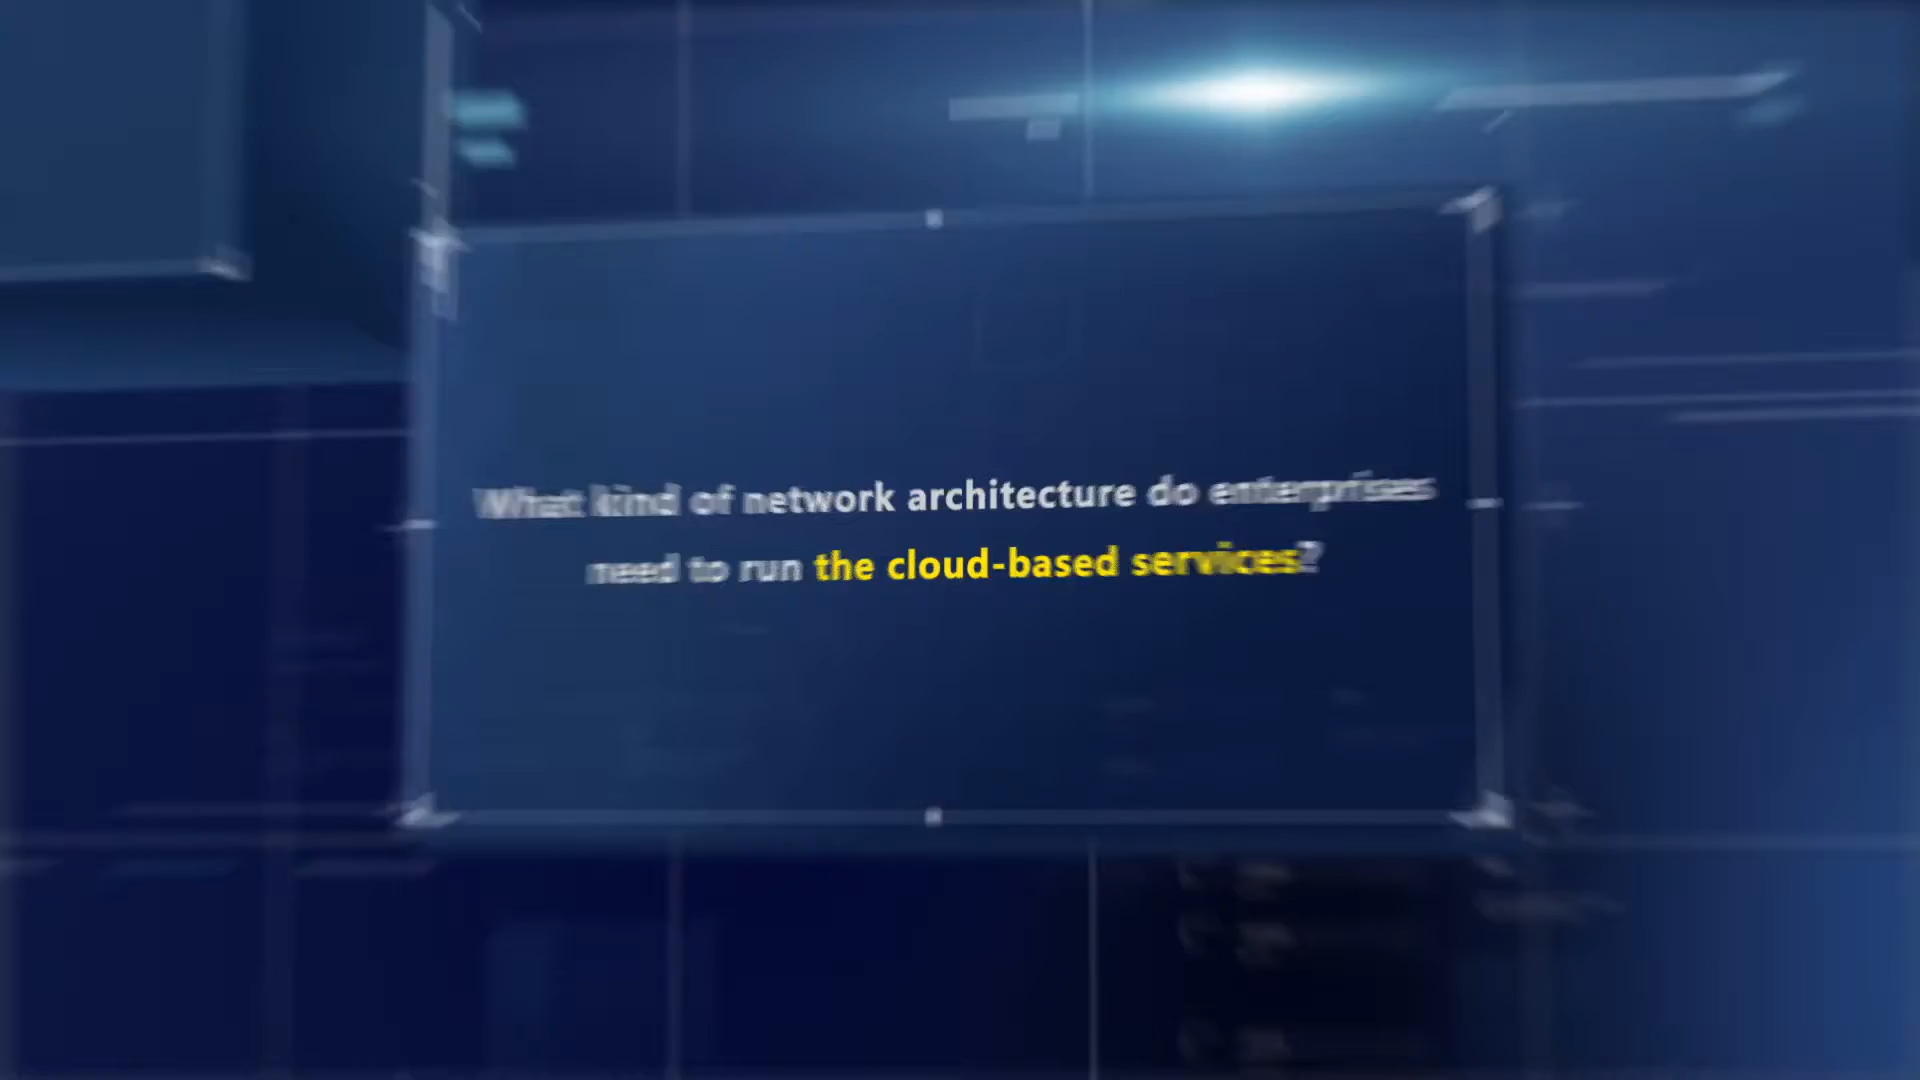 What kind of network architecture do enterprises
need to run the cloud-based services?